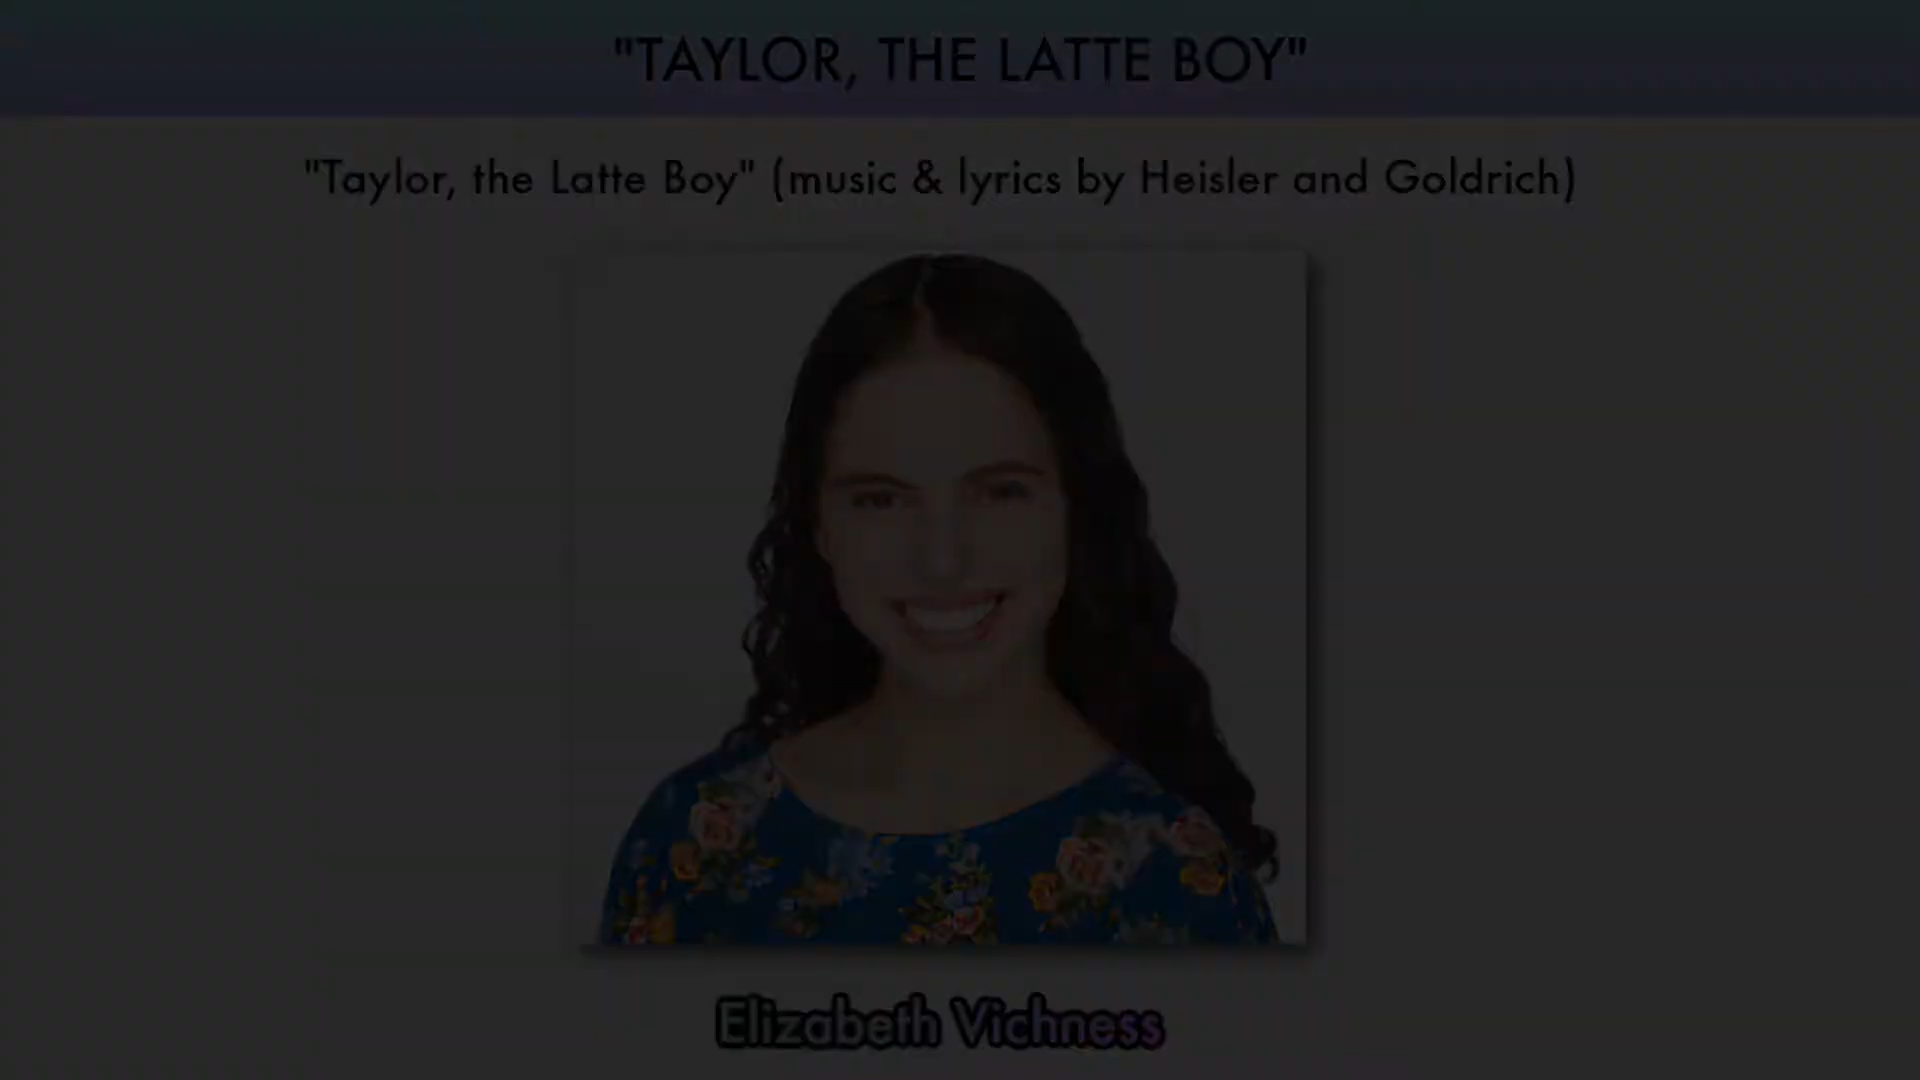 "TAYLOR, THE LATTE BOY"
"Taylor, the Latte Boy" (music & lyrics by Heisler and Goldrich)
Elizabeth Vichness